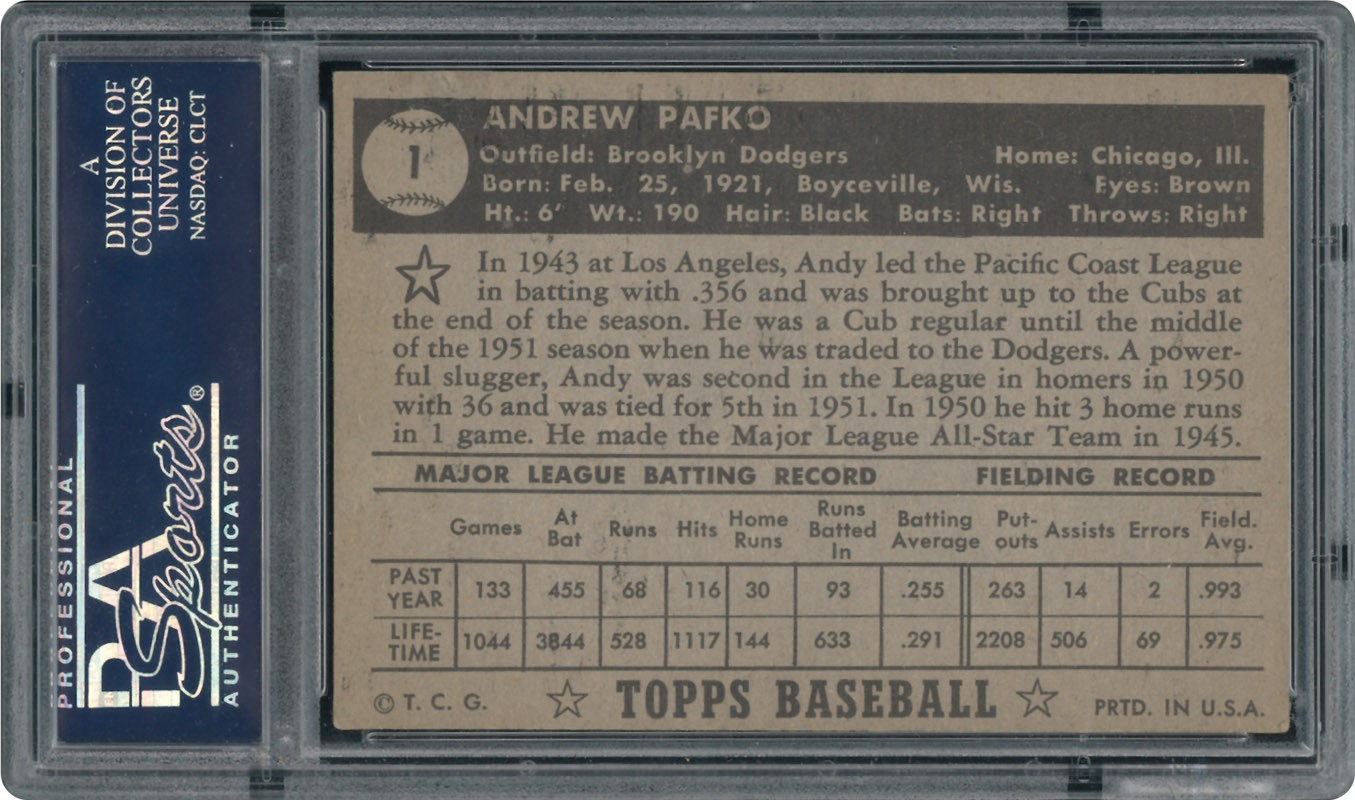 A
DIVISION OF
COLLECTORS
UNIVERSE
NASDAQ: CLCT
PROFESSIONAL
PSA
Sports®
AUTHENTICATOR
1
ANDREW PAFKO
Outfield: Brooklyn Dodgers Home: Chicago, Ill.
Born: Feb. 25, 1921, Boyceville, Wis. Eyes: Brown
Ht.: 6' Wt.: 190 Hair: Black Bats: Right Throws: Right
In 1943 at Los Angeles, Andy led the Pacific Coast League
in batting with .356 and was brought up to the Cubs at
the end of the season. He was a Cub regular until the middle
of the 1951 season when he was traded to the Dodgers. A power-
ful slugger, Andy was second in the League in homers in 1950
with 36 and was tied for 5th in 1951. In 1950 he hit 3 home runs
in 1 game. He made the Major League All-Star Team in 1945.
MAJOR LEAGUE BATTING RECORD FIELDING RECORD
Games At Bat Runs Hits Home Runs Runs Batted In Batting Average Put-outs Assists Errors Field. Avg.
PAST YEAR 133 455 68 116 30 93 .255 263 14 2 .993
LIFE-TIME 1044 3844 528 1117 144 633 .291 2208 506 69 .975
© T. C. G. TOPPS BASEBALL PRTD. IN U.S.A.